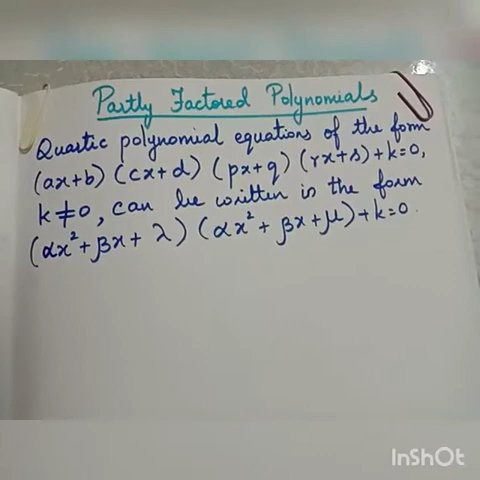 Partly Factored Polynomials
Quartic polynomial equations of the form
(ax+b) (cx+d) (px+q) (rx+s)+k=0,
k≠0, can be written in the form
(αx²+βx+λ) (αx²+βx+μ)+k=0.
InShOt